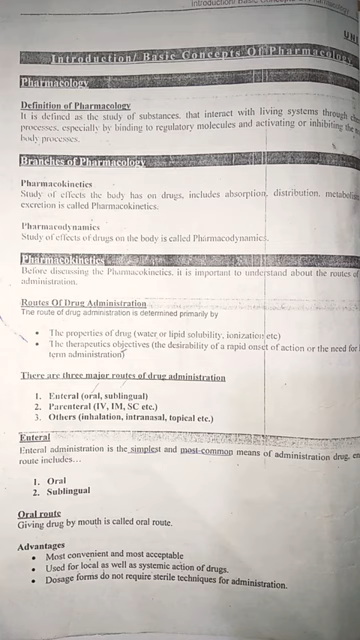 Introduction/ Basic Concepts Of Pharmacology
UNI
Introduction/ Basic Concepts Of Pharmacology
Pharmacology
Definition of Pharmacology
It is defined as the study of substances, that interact with living systems through
processes, especially by binding to regulatory molecules and activating or inhibiting the
body processes.
Branches of Pharmacology
Pharmacokinetics
Study of effects the body has on drugs, includes absorption, distribution, metabolis
excretion is called Pharmacokinetics.
Pharmacodynamics
Study of effects of drugs on the body is called Pharmacodynamics.
Pharmacokinetics
Before discussing the Pharmacokinetics, it is important to understand about the routes of
administration.
Routes Of Drug Administration
The route of drug administration is determined primarily by
• The properties of drug (water or lipid solubility, ionization etc)
• The therapeutics objectives (the desirability of a rapid onset of action or the need for
term administration)
There are three major routes of drug administration
1. Enteral (oral, sublingual)
2. Parenteral (IV, IM, SC etc.)
3. Others (inhalation, intranasal, topical etc.)
Enteral
Enteral administration is the simplest and most common means of administration drug, en
route includes…
1. Oral
2. Sublingual
Oral route
Giving drug by mouth is called oral route.
Advantages
• Most convenient and most acceptable
• Used for local as well as systemic action of drugs.
• Dosage forms do not require sterile techniques for administration.